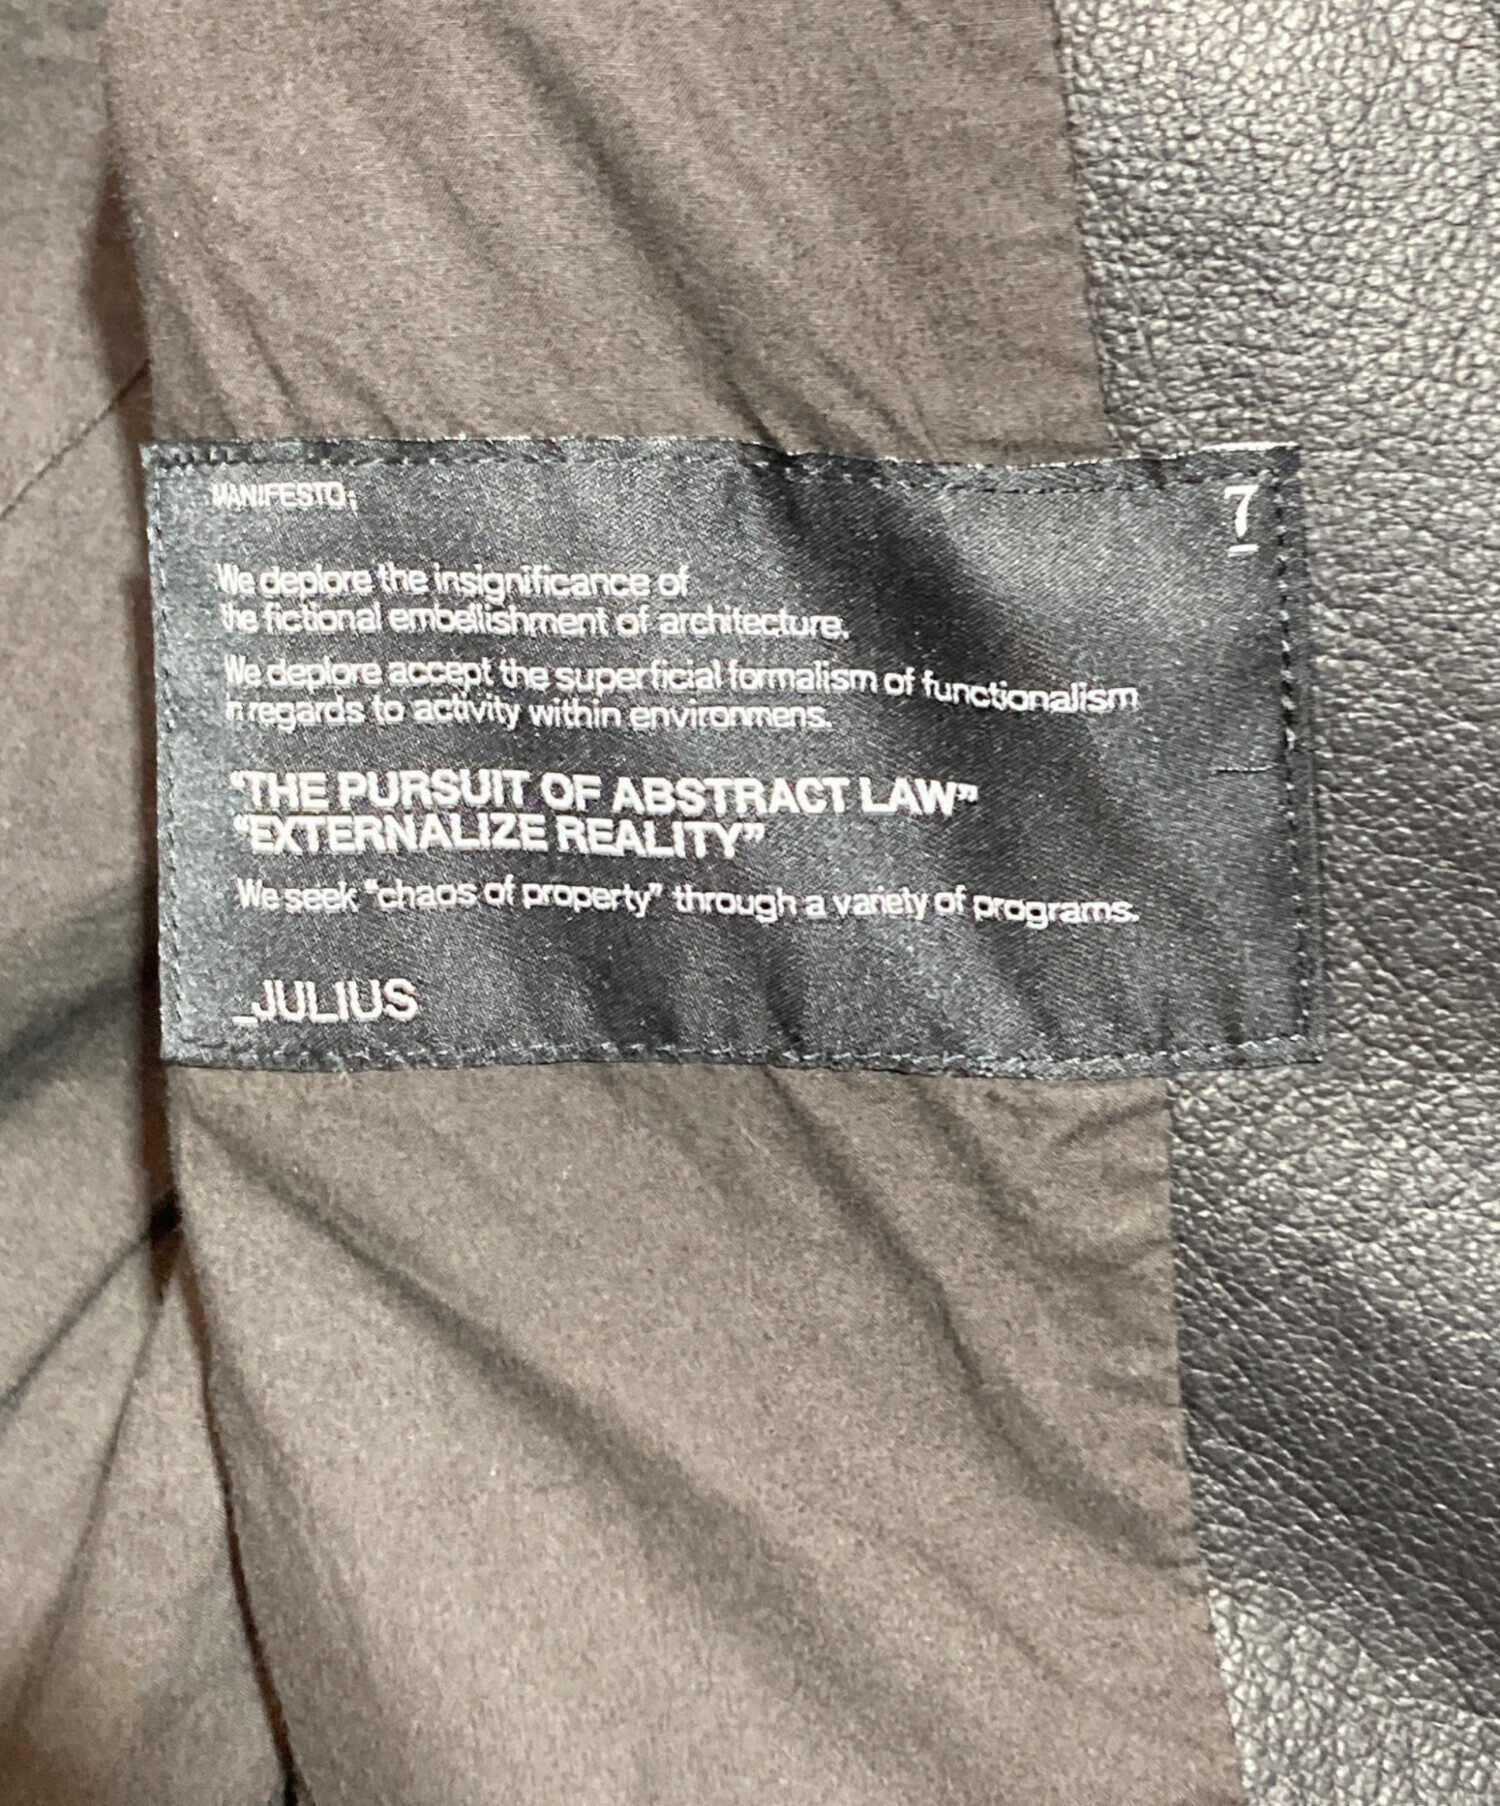 MANIFESTO;
7
We deplore the insignificance of
the fictional embellishment of architecture.
We deplore accept the superficial formalism of functionalism
in regards to activity within environmens.
“THE PURSUIT OF ABSTRACT LAW”
“EXTERNALIZE REALITY”
We seek “chaos of property” through a variety of programs.
_JULIUS